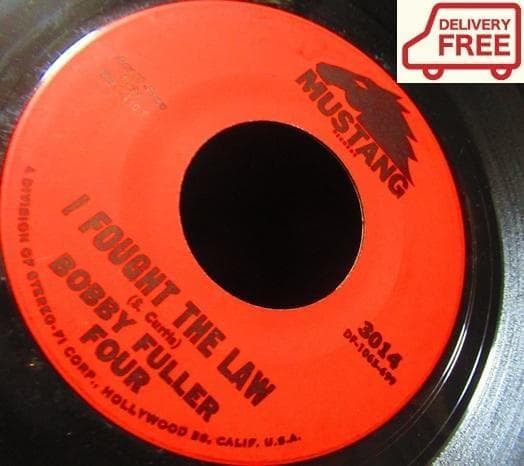 DELIVERY
FREE
MUSTANG
RECORDS
I FOUGHT THE LAW
(S. Curtis)
BOBBY FULLER
FOUR
3014
A DIVISION OF STEREO-FI CORP., HOLLYWOOD 28, CALIF. U.S.A.